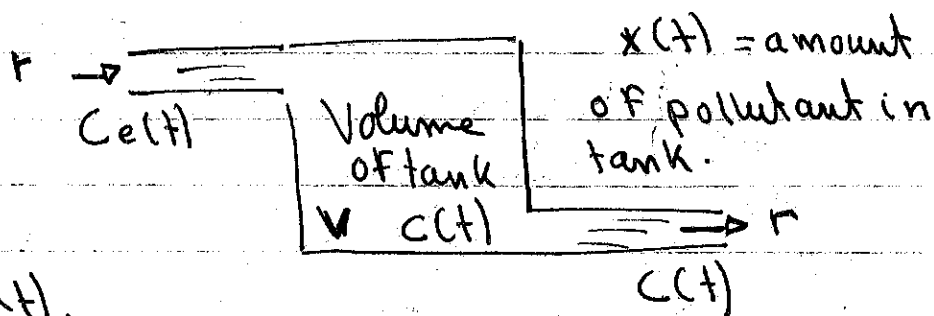 r → x(t) = amount
Ce(t) Volume of pollutant in
of tank tank.
V C(t) → r
C(t)
(t).